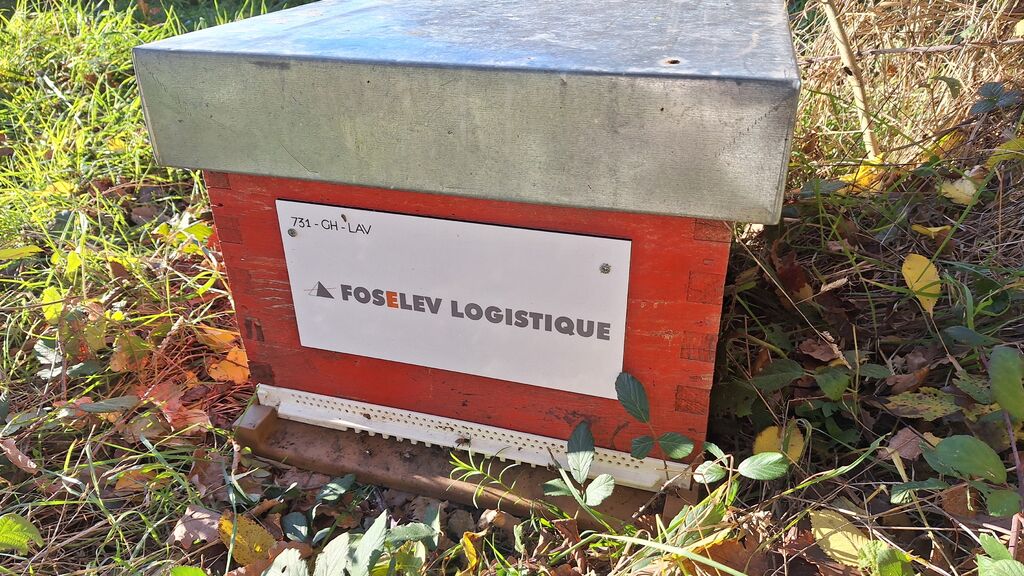 731 - GH - LAV
FOSELEV LOGISTIQUE